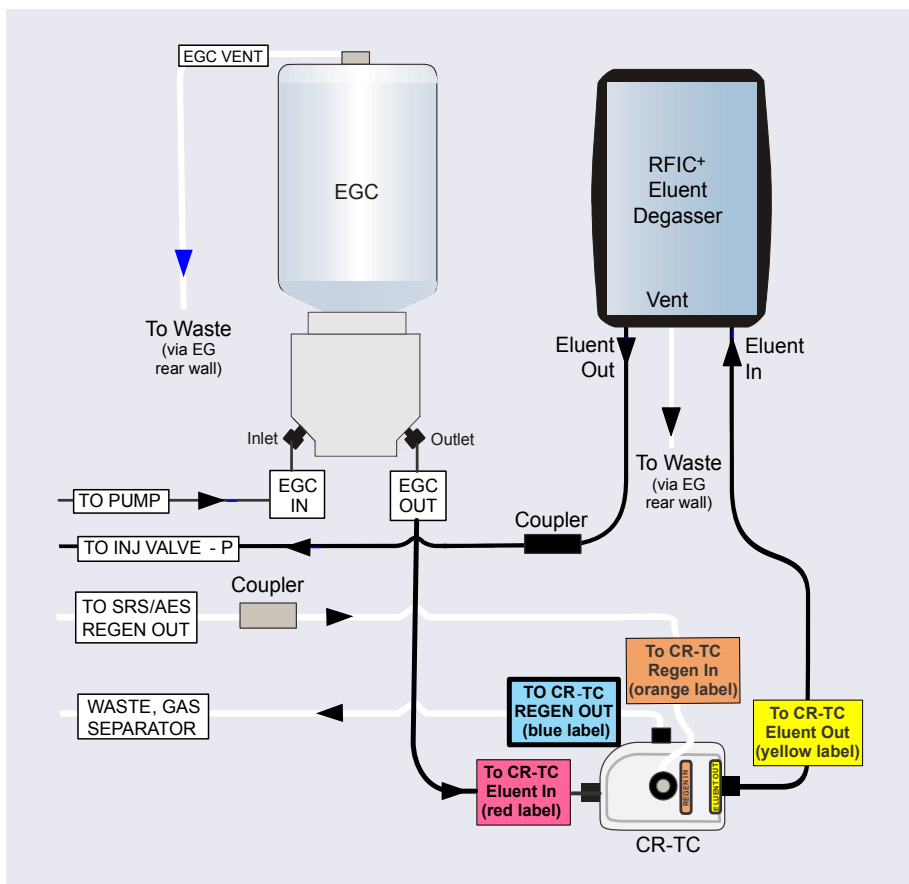 EGC VENT
EGC
RFIC+
Eluent
Degasser
Vent
To Waste
(via EG
rear wall)
Eluent
Out
Eluent
In
Inlet
Outlet
To Waste
(via EG
rear wall)
EGC
IN
EGC
OUT
TO PUMP
Coupler
TO INJ VALVE - P
Coupler
TO SRS/AES
REGEN OUT
To CR-TC
Regen In
(orange label)
TO CR-TC
REGEN OUT
(blue label)
WASTE, GAS
SEPARATOR
To CR-TC
Eluent Out
(yellow label)
To CR-TC
Eluent In
(red label)
REGEN IN
ELUENT OUT
CR-TC